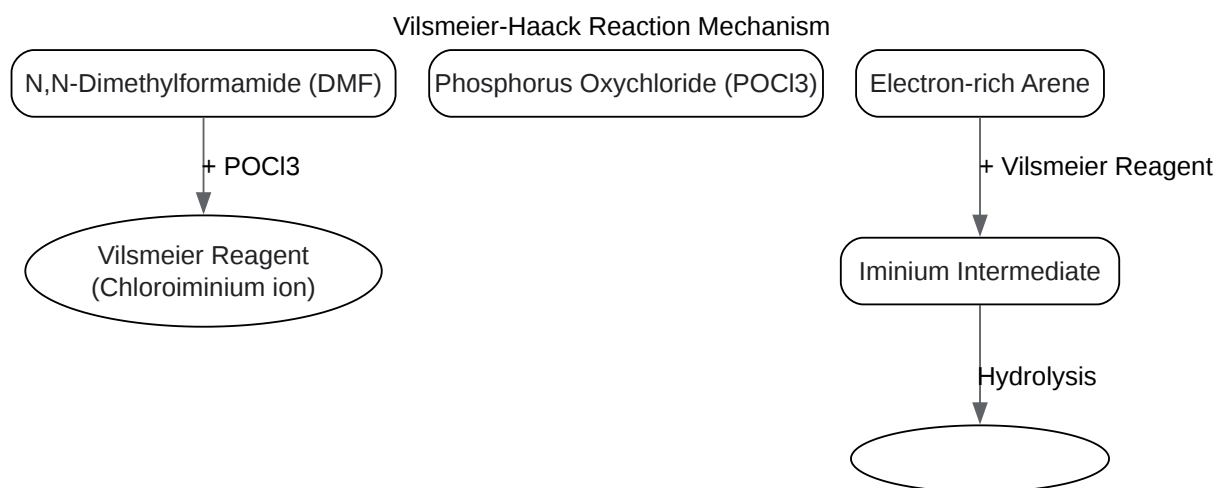 Vilsmeier-Haack Reaction Mechanism
N,N-Dimethylformamide (DMF)
Phosphorus Oxychloride (POCl3)
Electron-rich Arene
+ POCl3
+ Vilsmeier Reagent
Vilsmeier Reagent
(Chloroiminium ion)
Iminium Intermediate
Hydrolysis